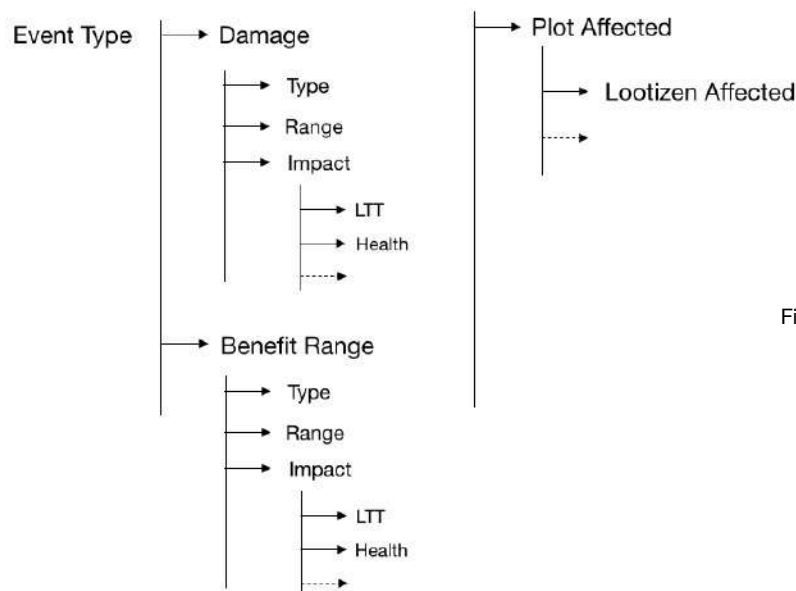 Event Type
Damage
Type
Range
Impact
LTT
Health
Benefit Range
Type
Range
Impact
LTT
Health
Plot Affected
Lootizen Affected
Fi